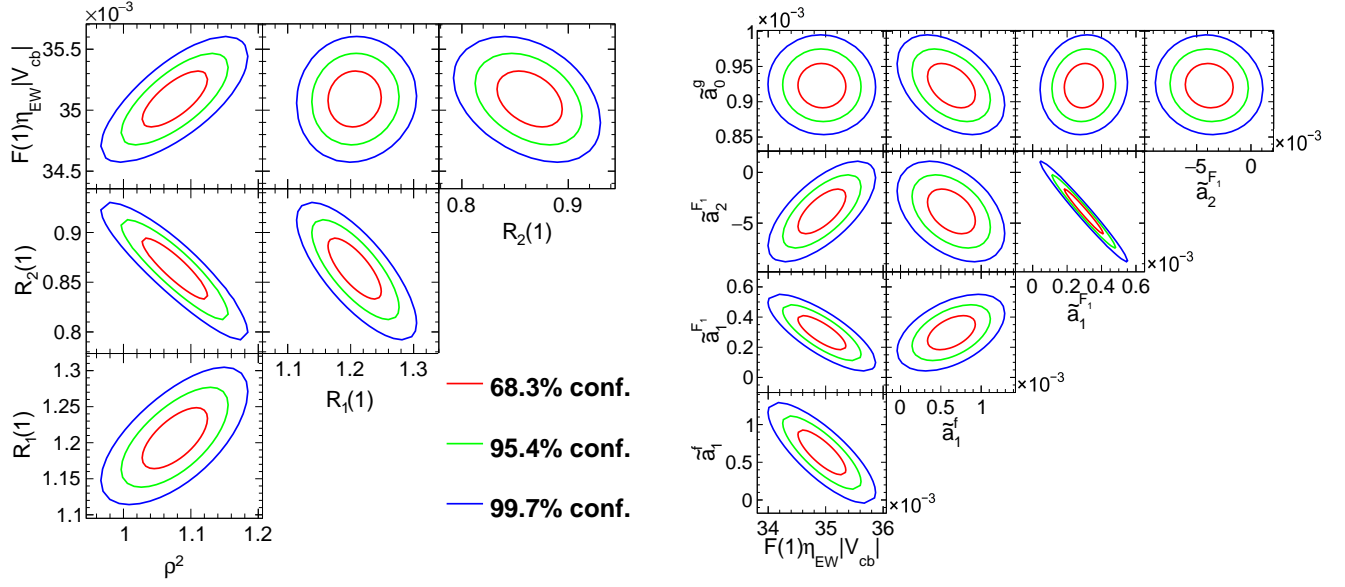 ×10⁻³
F(1)η_EW|V_cb|
35.5
35
34.5
0.8 0.9
R₂(1)
R₂(1)
0.9
0.85
0.8
1.1 1.2 1.3
R₁(1)
R₁(1)
1.3
1.25
1.2
1.15
1.1
1 1.1 1.2
ρ²
68.3% conf.
95.4% conf.
99.7% conf.
×10⁻³
ã₀^g
1
0.95
0.9
0.85
×10⁻³
−5 0
ã₂^F₁
ã₂^F₁
0
−5
×10⁻³
0 0.2 0.4 0.6
ã₁^F₁
ã₁^F₁
0.6
0.4
0.2
0
×10⁻³
0 1
ã₁^f
ã₁^f
1
0.5
0
×10⁻³
34 35 36
F(1)η_EW|V_cb|